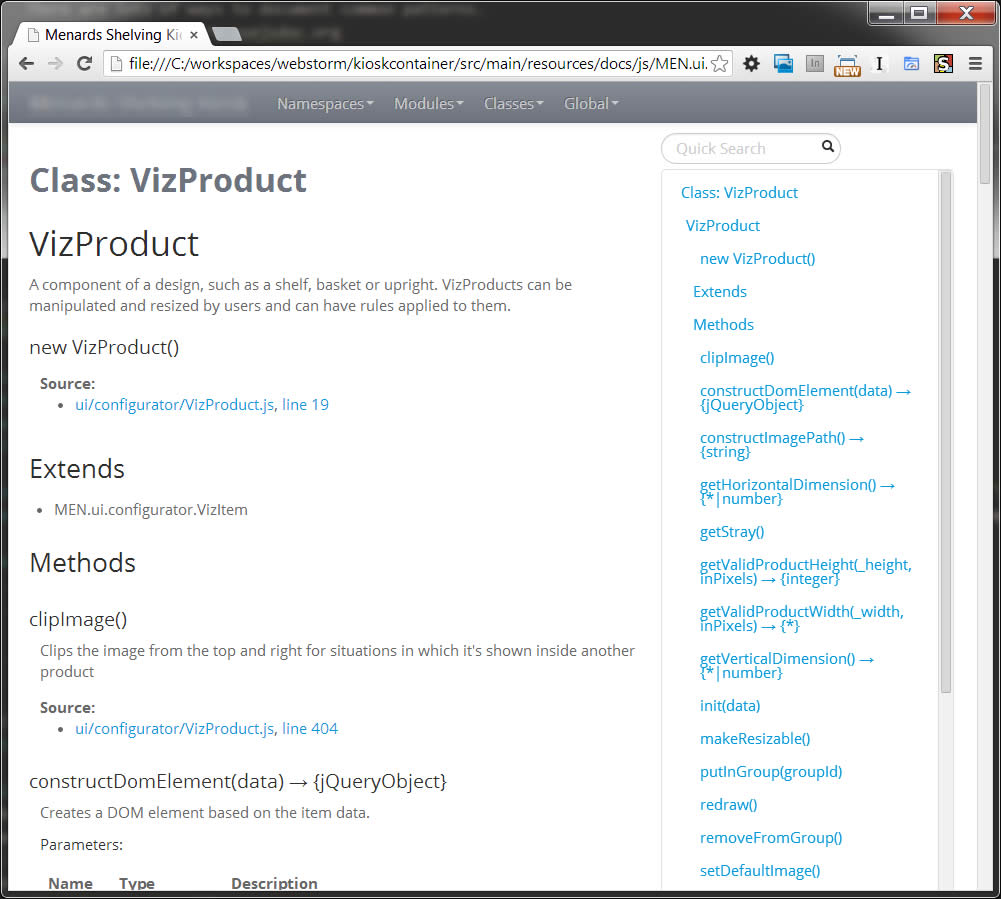 Menards Shelving Kio
file:///C:/workspaces/webstorm/kioskcontainer/src/main/resources/docs/js/MEN.ui.
In
NEW
I
S
Namespaces
Modules
Classes
Global
Quick Search
Class: VizProduct
VizProduct
A component of a design, such as a shelf, basket or upright. VizProducts can be
manipulated and resized by users and can have rules applied to them.
new VizProduct()
Source:
• ui/configurator/VizProduct.js, line 19
Extends
• MEN.ui.configurator.VizItem
Methods
clipImage()
Clips the image from the top and right for situations in which it's shown inside another
product
Source:
• ui/configurator/VizProduct.js, line 404
constructDomElement(data) → {jQueryObject}
Creates a DOM element based on the item data.
Parameters:
Name Type Description
Class: VizProduct
VizProduct
new VizProduct()
Extends
Methods
clipImage()
constructDomElement(data) →
{jQueryObject}
constructImagePath() →
{string}
getHorizontalDimension() →
{*|number}
getStray()
getValidProductHeight(_height,
inPixels) → {integer}
getValidProductWidth(_width,
inPixels) → {*}
getVerticalDimension() →
{*|number}
init(data)
makeResizable()
putInGroup(groupId)
redraw()
removeFromGroup()
setDefaultImage()